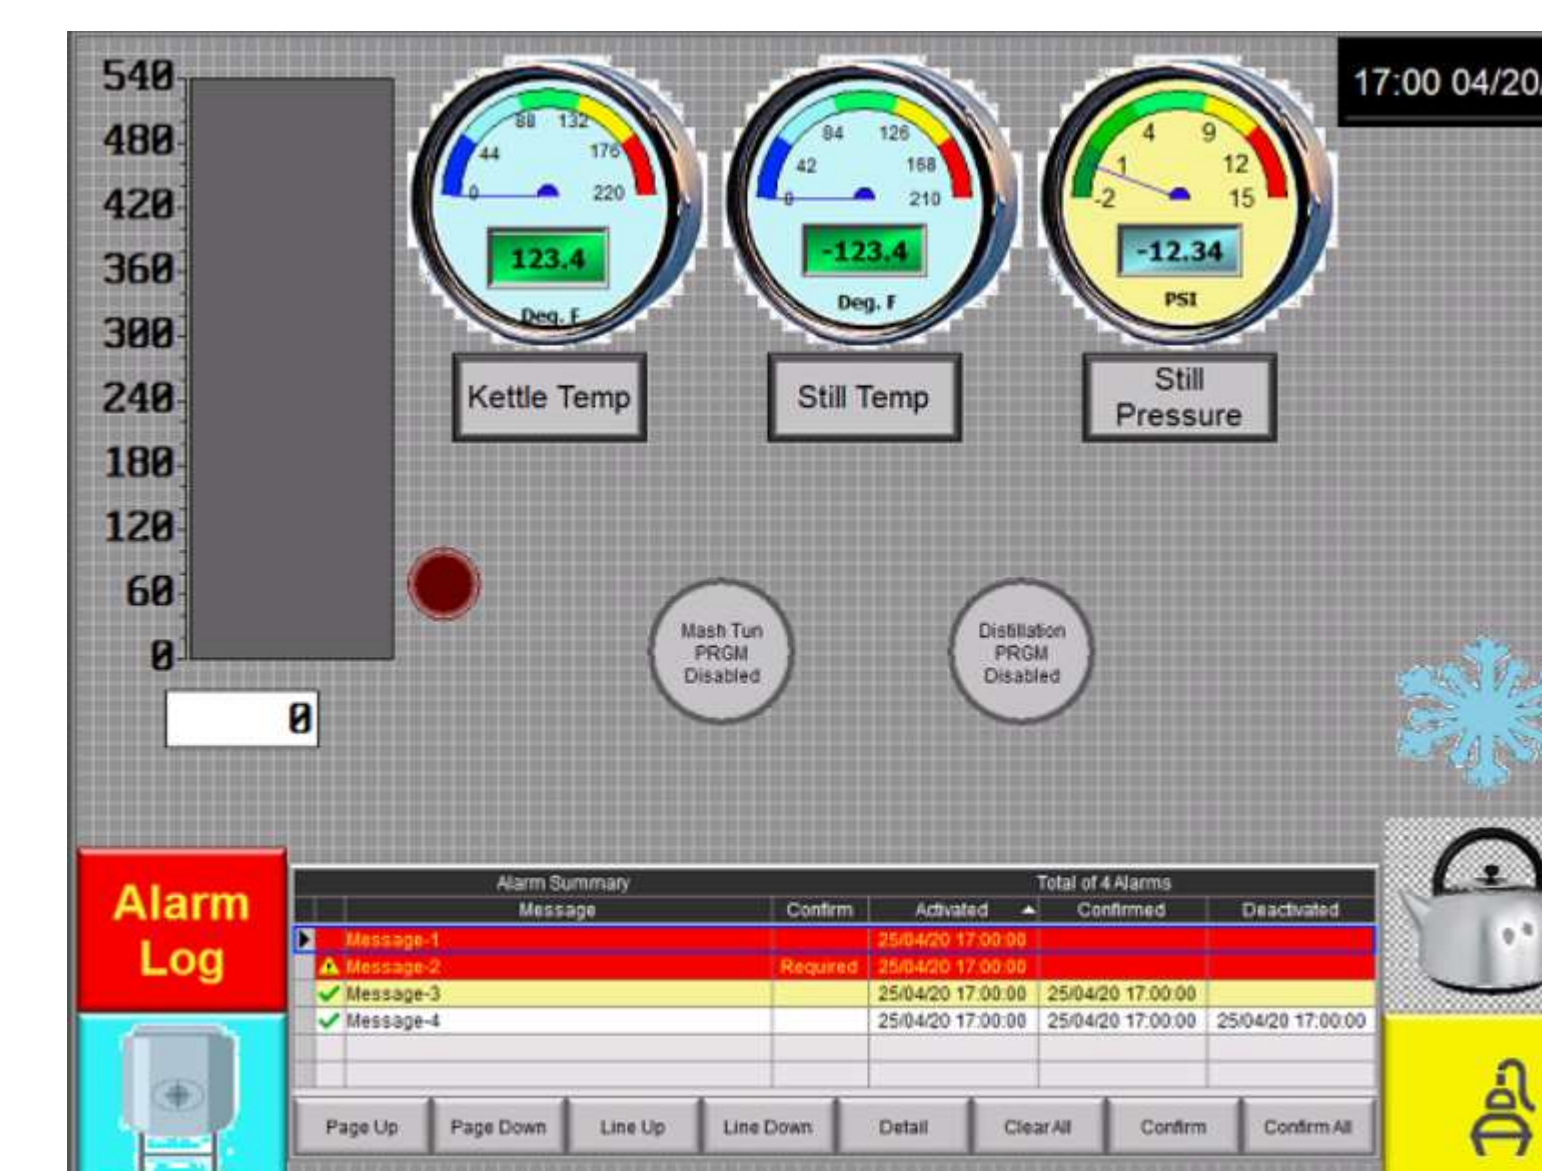 540
480
420
360
300
240
180
120
60
0
0
0 44 88 132 176 220
123.4
Deg. F
Kettle Temp
0 42 84 126 168 210
-123.4
Deg. F
Still Temp
-2 1 4 9 12 15
-12.34
PSI
Still
Pressure
17:00 04/20/
Mash Tun
PRGM
Disabled
Distillation
PRGM
Disabled
Alarm
Log
Alarm Summary Total of 4 Alarms
Message Confirm Activated Confirmed Deactivated
Message-1 25/04/20 17:00:00
Message-2 Required 25/04/20 17:00:00
Message-3 25/04/20 17:00:00 25/04/20 17:00:00
Message-4 25/04/20 17:00:00 25/04/20 17:00:00 25/04/20 17:00:00
Page Up Page Down Line Up Line Down Detail Clear All Confirm Confirm All